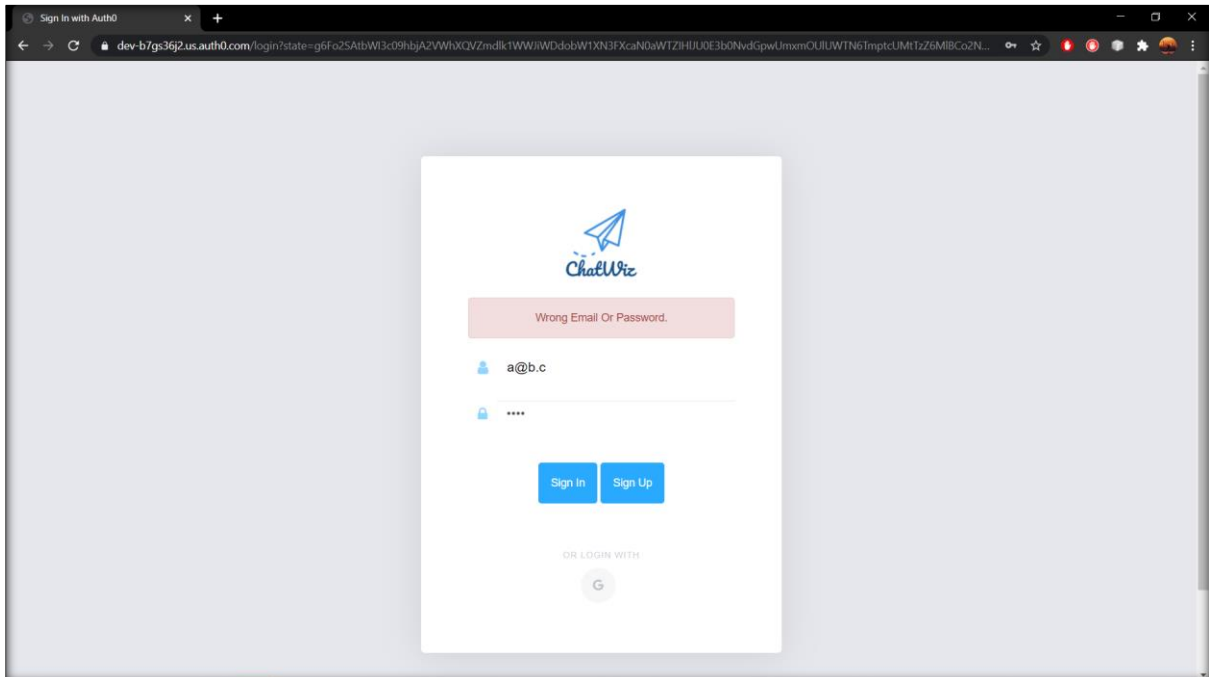 Sign In with Auth0
dev-b7gs36j2.us.auth0.com/login?state=
ChatWiz
Wrong Email Or Password.
a@b.c
••••
Sign In Sign Up
OR LOGIN WITH
G